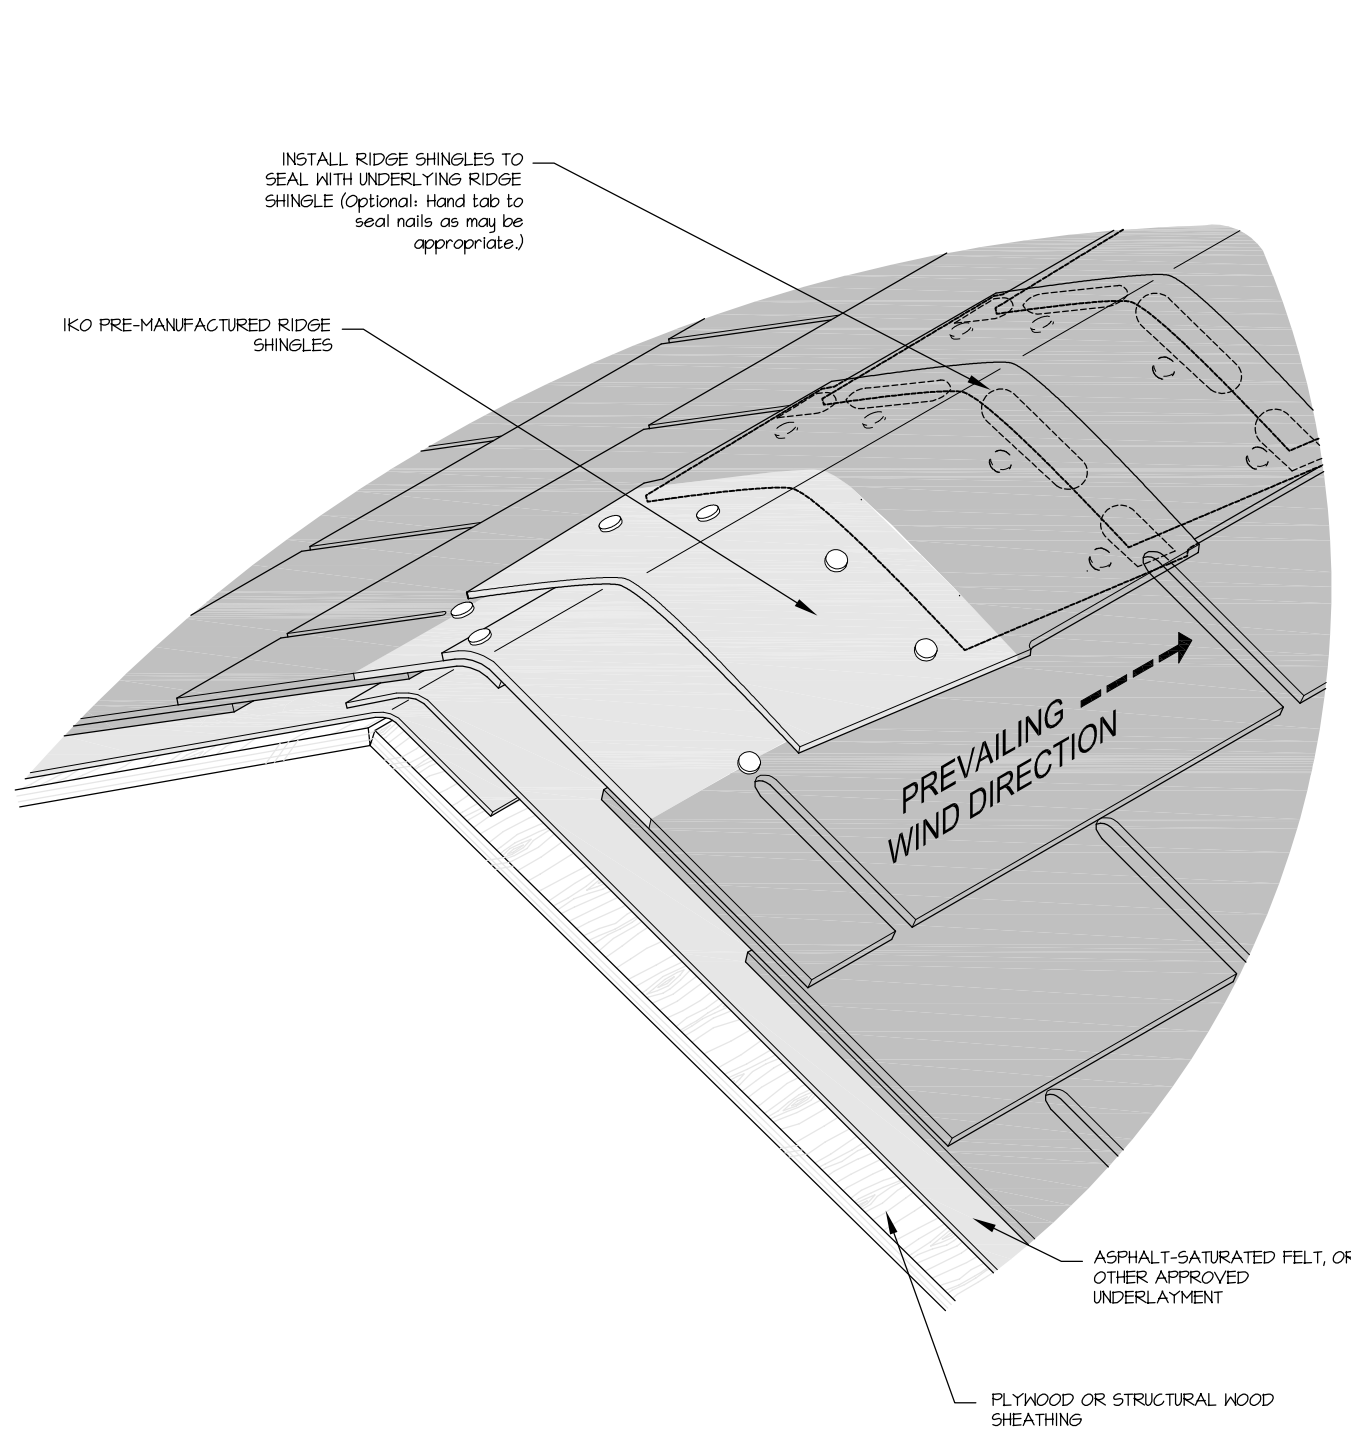 INSTALL RIDGE SHINGLES TO
SEAL WITH UNDERLYING RIDGE
SHINGLE (Optional: Hand tab to
seal nails as may be
appropriate.)
IKO PRE-MANUFACTURED RIDGE
SHINGLES
PREVAILING
WIND DIRECTION
ASPHALT-SATURATED FELT, OR
OTHER APPROVED
UNDERLAYMENT
PLYWOOD OR STRUCTURAL WOOD
SHEATHING